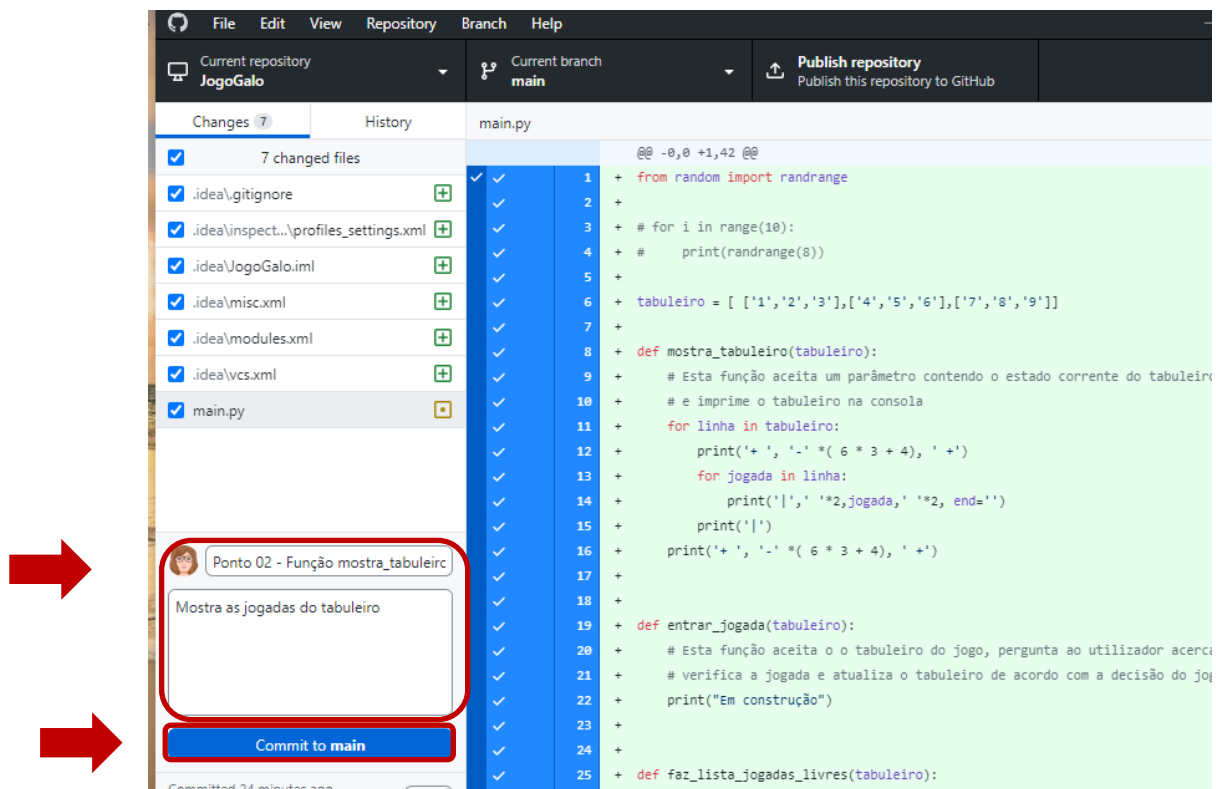 File Edit View Repository Branch Help
Current repository
JogoGalo
Current branch
main
Publish repository
Publish this repository to GitHub
Changes 7 History
7 changed files
.idea\.gitignore
.idea\inspect...\profiles_settings.xml
.idea\JogoGalo.iml
.idea\misc.xml
.idea\modules.xml
.idea\vcs.xml
main.py
Ponto 02 - Função mostra_tabuleiro
Mostra as jogadas do tabuleiro
Commit to main
Committed 24 minutes ago
main.py
@@ -0,0 +1,42 @@
1 + from random import randrange
2 +
3 + # for i in range(10):
4 + #     print(randrange(8))
5 +
6 + tabuleiro = [ ['1','2','3'],['4','5','6'],['7','8','9']]
7 +
8 + def mostra_tabuleiro(tabuleiro):
9 +     # Esta função aceita um parâmetro contendo o estado corrente do tabuleiro
10 +     # e imprime o tabuleiro na consola
11 +     for linha in tabuleiro:
12 +         print('+ ', '-' *( 6 * 3 + 4), ' +')
13 +         for jogada in linha:
14 +             print('|',' '*2,jogada,' '*2, end='')
15 +         print('|')
16 +     print('+ ', '-' *( 6 * 3 + 4), ' +')
17 +
18 +
19 + def entrar_jogada(tabuleiro):
20 +     # Esta função aceita o o tabuleiro do jogo, pergunta ao utilizador acerca
21 +     # verifica a jogada e atualiza o tabuleiro de acordo com a decisão do jog
22 +     print("Em construção")
23 +
24 +
25 + def faz_lista_jogadas_livres(tabuleiro):